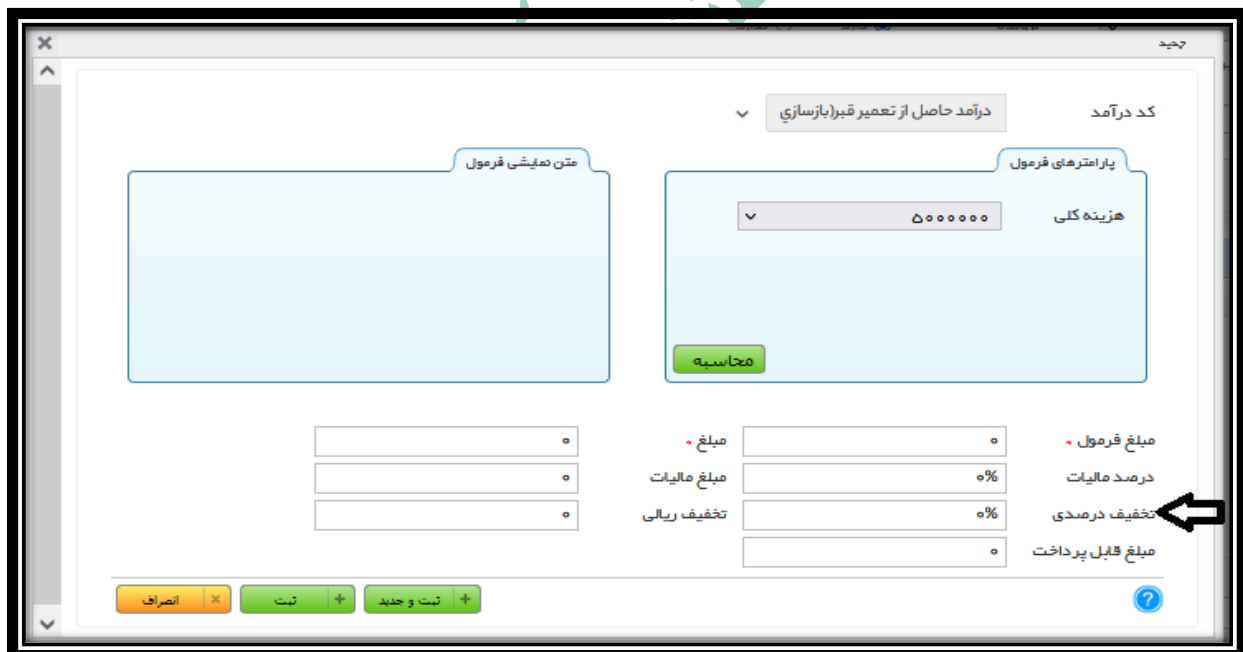 جدید
کد درآمد درآمد حاصل از تعمیر قبر(بازسازي
پارامترهای فرمول متن نمایشی فرمول
هزینه کلی ۵۰۰۰۰۰۰
محاسبه
مبلغ فرمول * ۰ مبلغ * ۰
درصد مالیات ۰% مبلغ مالیات ۰
تخفیف درصدی ۰% تخفیف ریالی ۰
مبلغ قابل پرداخت ۰
ثبت و جدید ثبت انصراف